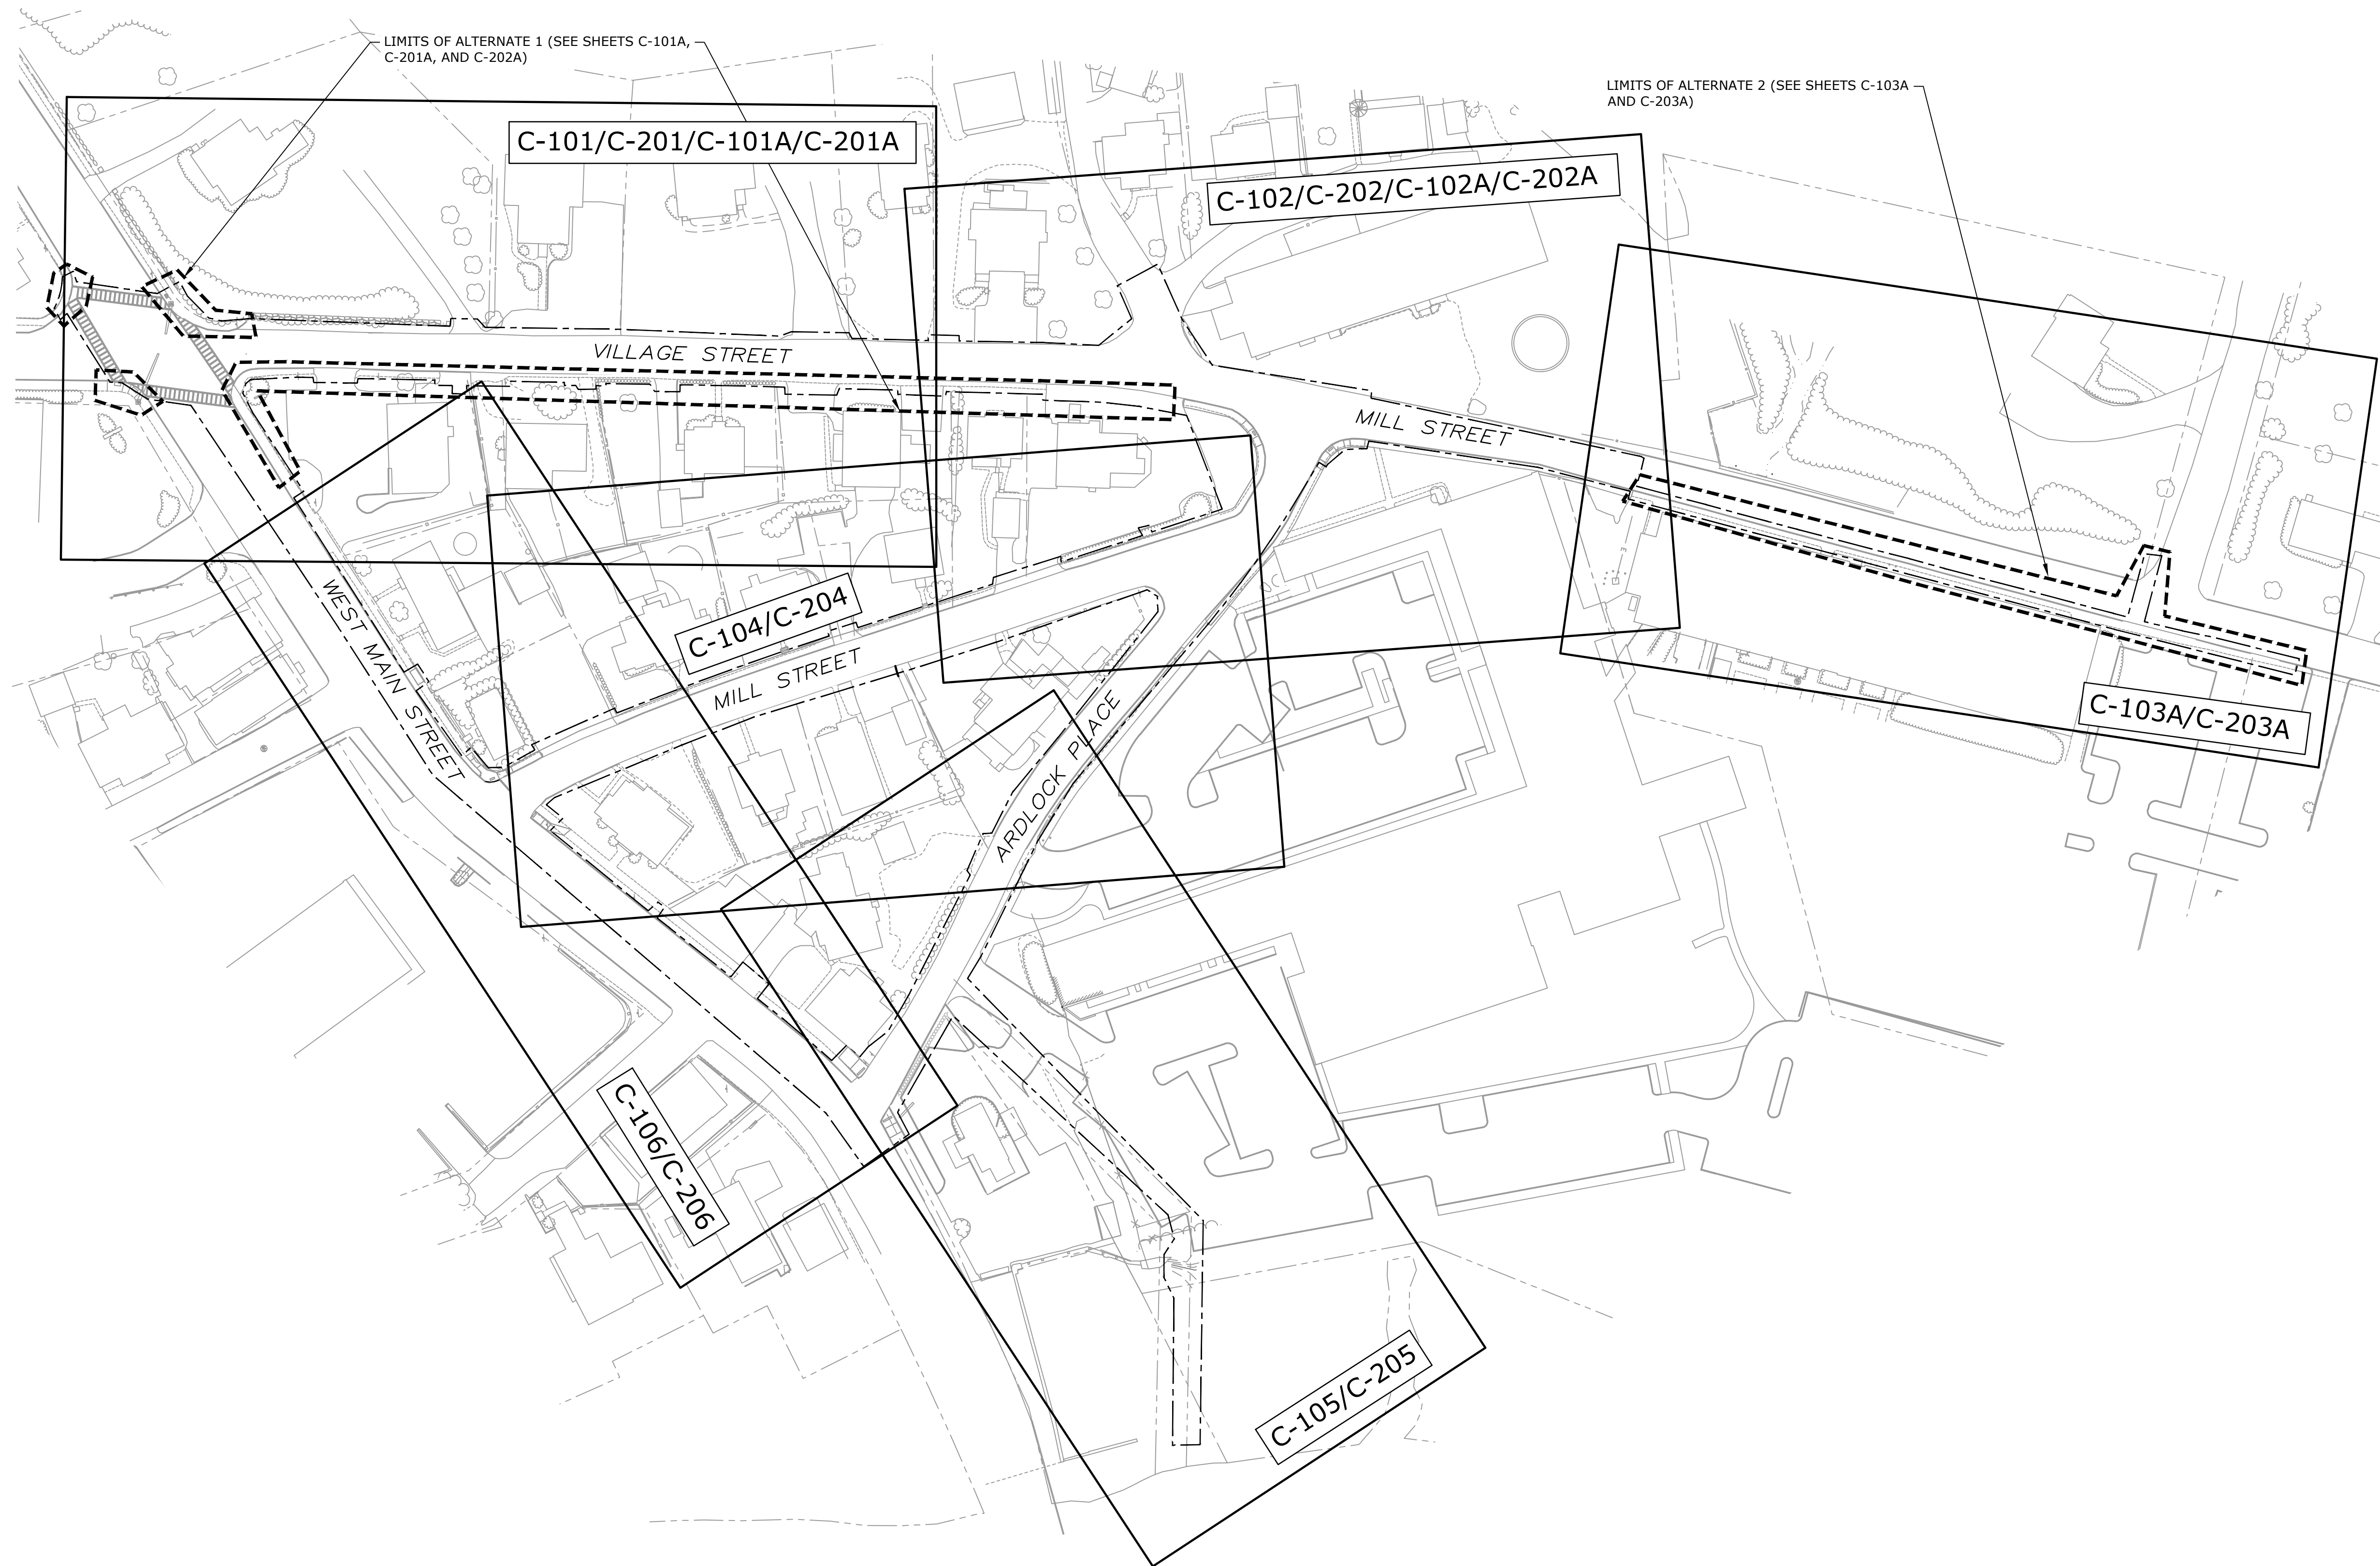 LIMITS OF ALTERNATE 1 (SEE SHEETS C-101A,
C-201A, AND C-202A)
LIMITS OF ALTERNATE 2 (SEE SHEETS C-103A
AND C-203A)
C-101/C-201/C-101A/C-201A
C-102/C-202/C-102A/C-202A
VILLAGE STREET
MILL STREET
C-104/C-204
WEST MAIN STREET
MILL STREET
C-103A/C-203A
ARDLOCK PLACE
C-106/C-206
C-105/C-205